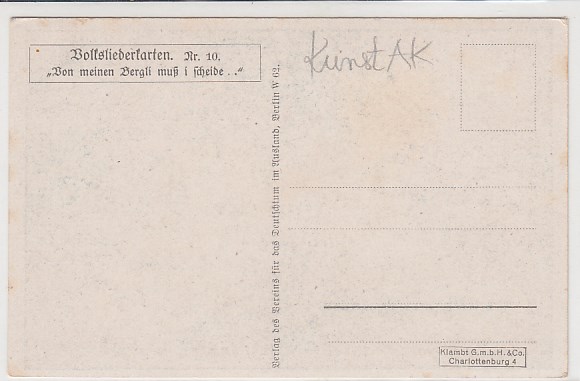 Volksliederkarten. Nr. 10.
„Von meinen Bergli muß i scheide . .“
Kunst AK
Verlag des Vereins für das Deutschtum im Ausland, Berlin W 62.
Klambt G.m.b.H. & Co.
Charlottenburg 4